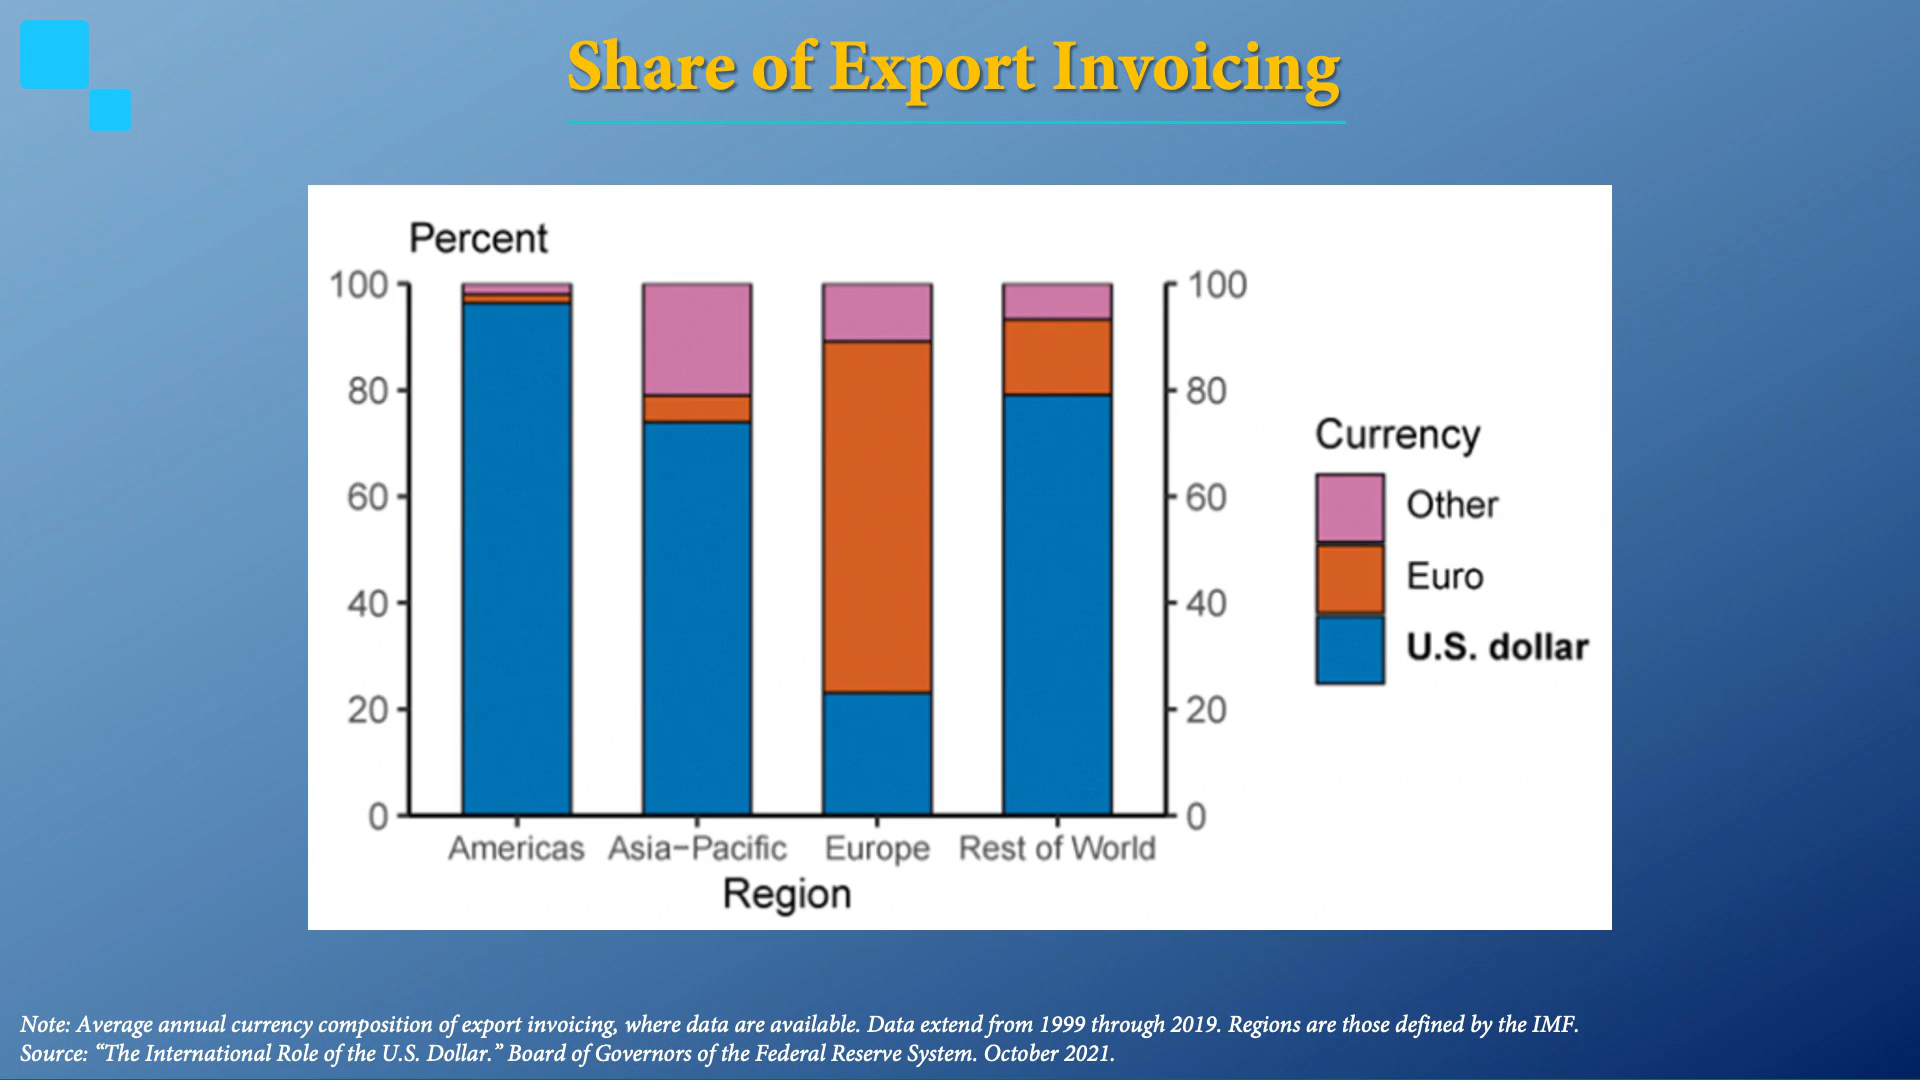 Share of Export Invoicing
Percent
100
80
60
40
20
0
100
80
60
40
20
0
Americas Asia−Pacific Europe Rest of World
Region
Currency
Other
Euro
U.S. dollar
Note: Average annual currency composition of export invoicing, where data are available. Data extend from 1999 through 2019. Regions are those defined by the IMF.
Source: “The International Role of the U.S. Dollar.” Board of Governors of the Federal Reserve System. October 2021.